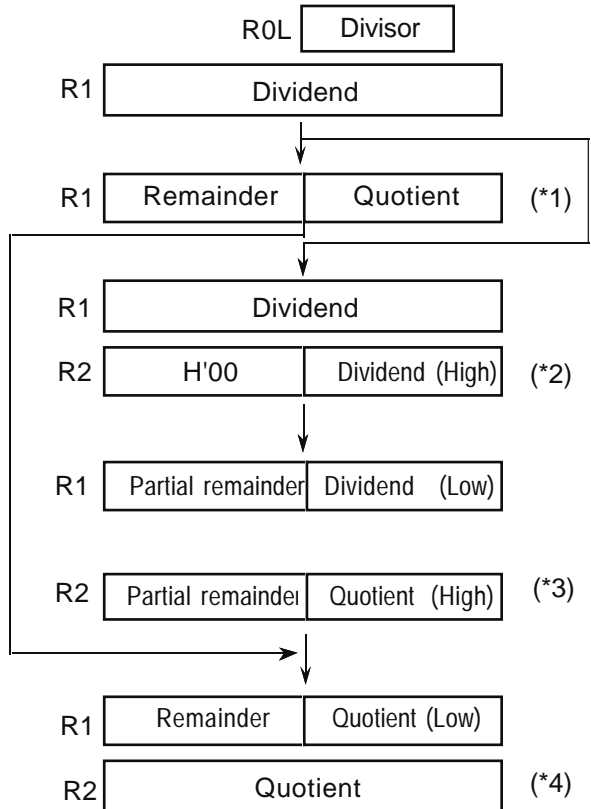 R0L Divisor
R1 Dividend
R1 Remainder Quotient (*1)
R1 Dividend
R2 H'00 Dividend (High) (*2)
R1 Partial remainder Dividend (Low)
R2 Partial remainder Quotient (High) (*3)
R1 Remainder Quotient (Low)
R2 Quotient (*4)